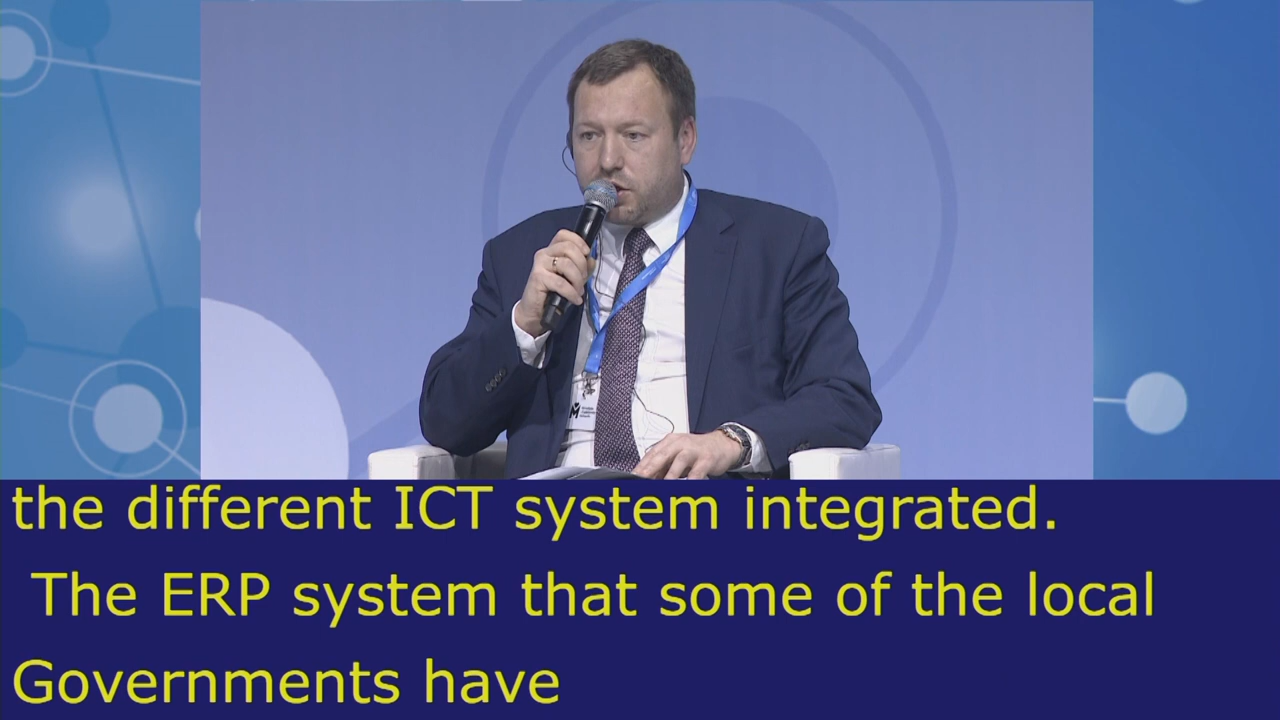 the different ICT system integrated.
The ERP system that some of the local
Governments have